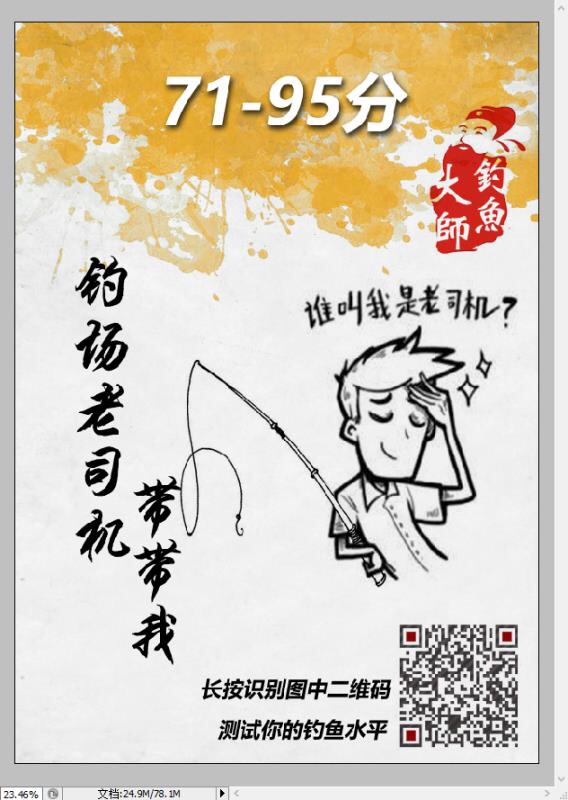 71-95分
钓魚
大師
谁叫我是老司机?
钓场老司机
带带我
长按识别图中二维码
测试你的钓鱼水平
23.46%
文档:24.9M/78.1M